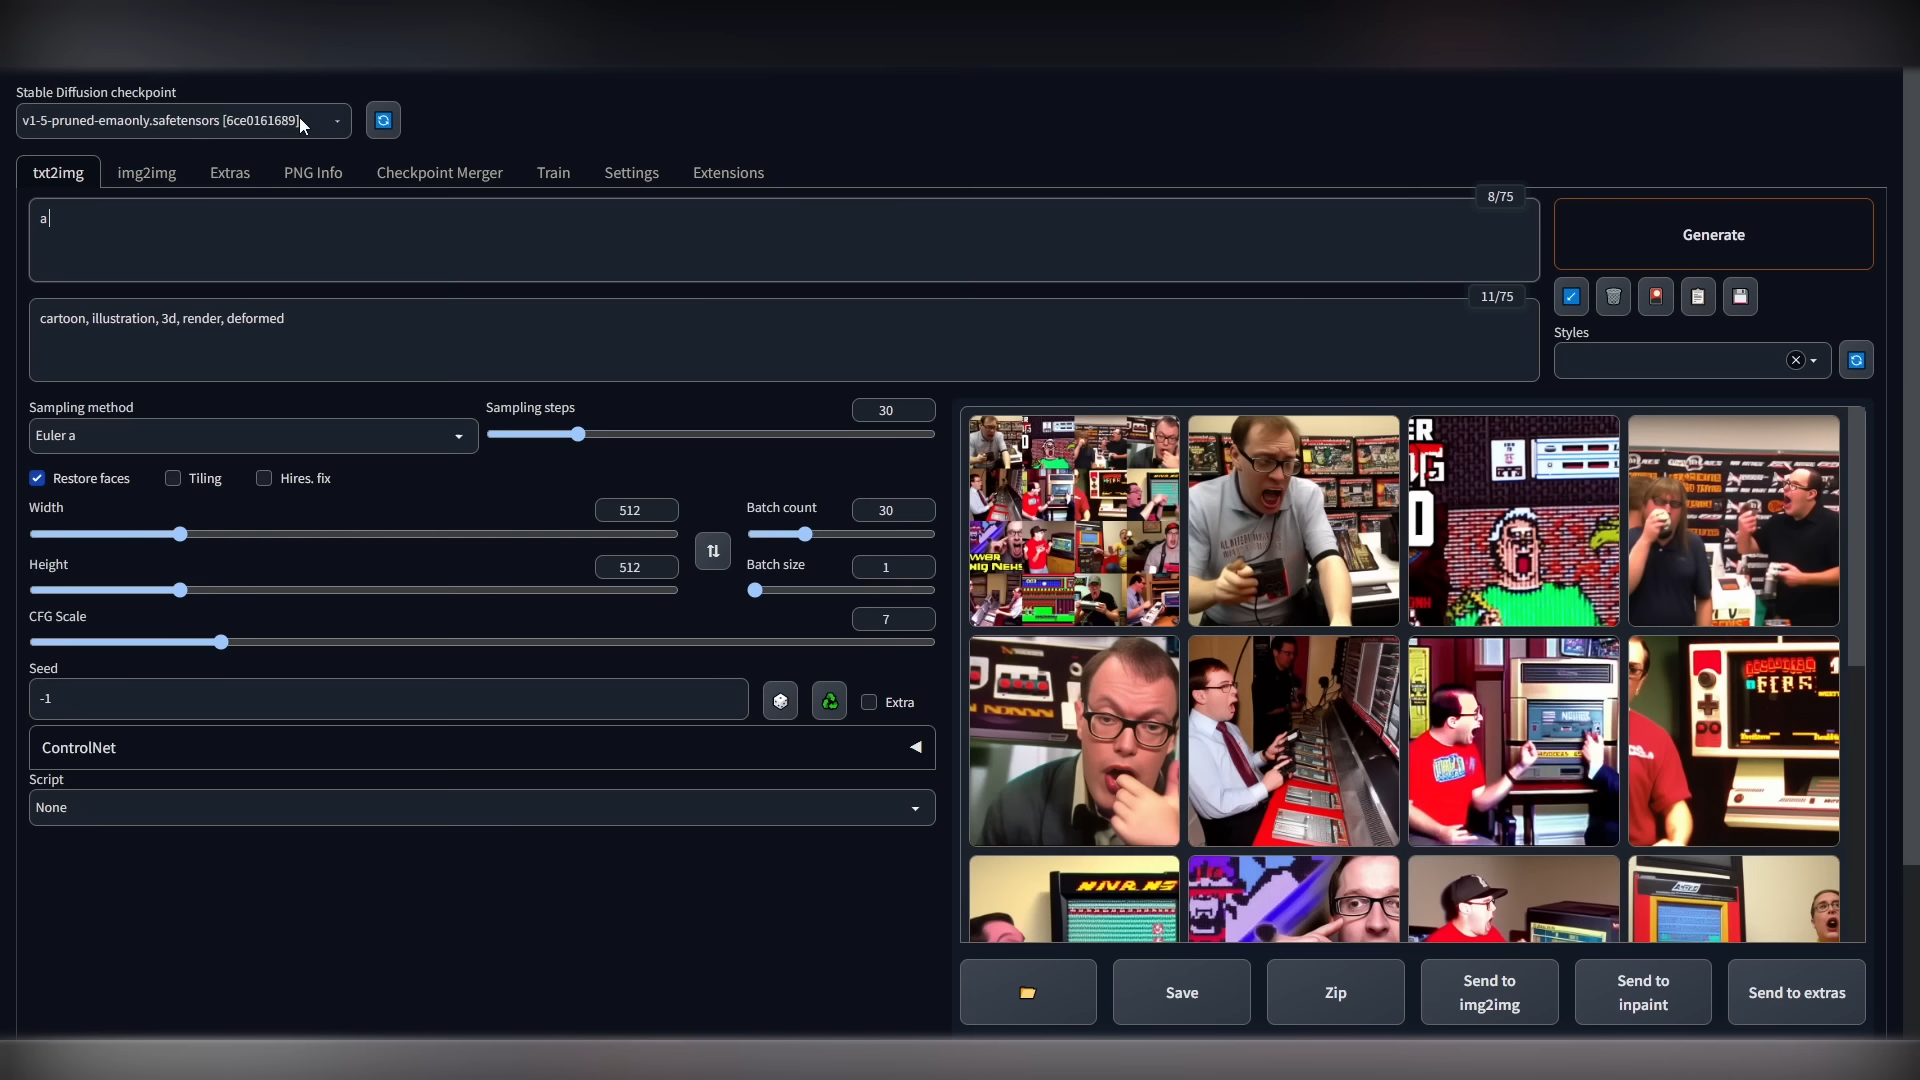 Stable Diffusion checkpoint
v1-5-pruned-emaonly.safetensors [6ce0161689]
txt2img img2img Extras PNG Info Checkpoint Merger Train Settings Extensions
8/75
a
Generate
11/75
cartoon, illustration, 3d, render, deformed
Styles
Sampling method
Sampling steps
30
Euler a
Restore faces
Tiling
Hires. fix
Width
512
Batch count
30
Height
512
Batch size
1
CFG Scale
7
Seed
-1
Extra
ControlNet
Script
None
Save
Zip
Send to
img2img
Send to
inpaint
Send to extras